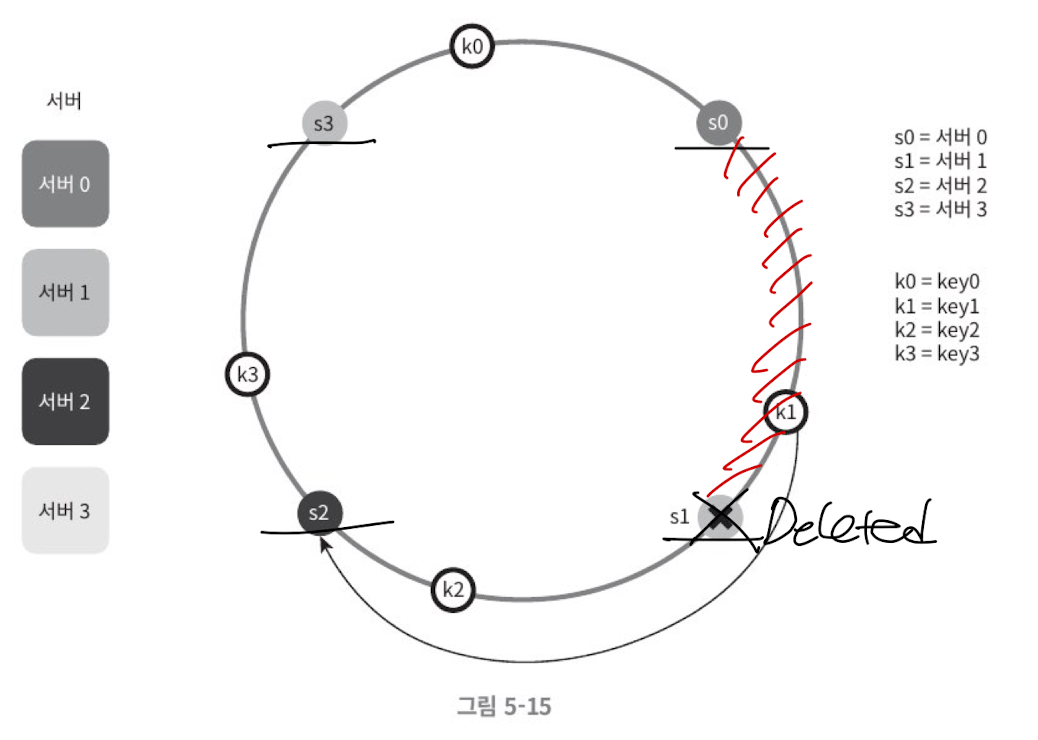 k0
서버
s3
s0
서버 0
s0 = 서버 0
s1 = 서버 1
s2 = 서버 2
s3 = 서버 3
서버 1
k0 = key0
k1 = key1
k2 = key2
k3 = key3
k3
서버 2
k1
서버 3
s2
s1
Deleted
k2
그림 5-15